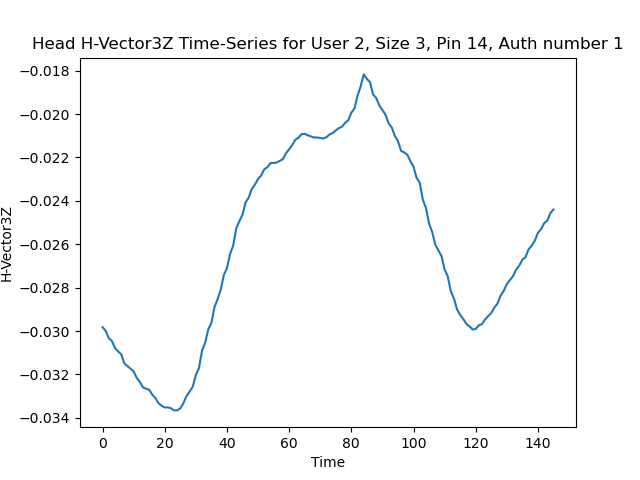 Head H-Vector3Z Time-Series for User 2, Size 3, Pin 14, Auth number 1
−0.018
−0.020
−0.022
−0.024
−0.026
−0.028
−0.030
−0.032
−0.034
H-Vector3Z
0 20 40 60 80 100 120 140
Time